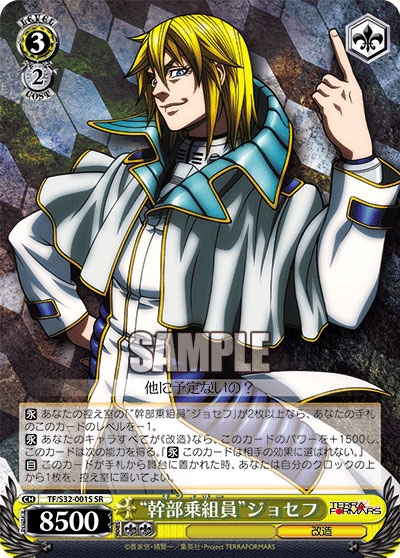 LEVEL
3
2
COST
SAMPLE
他に予定ないの?
永 あなたの控え室の「“幹部乗組員”ジョセフ」が2枚以上なら、あなたの手札
のこのカードのレベルを-1。
永 あなたのキャラすべてが《改造》なら、このカードのパワーを+1500し、
このカードは次の能力を得る。『永 このカードは相手の効果に選ばれない。』
自 このカードが手札から舞台に置かれた時、あなたは自分のクロックの上
から1枚を、控え室に置いてよい。
CH TF/S32-001S SR
8500
“幹部乗組員”ジョセフ
TERRA FORMARS
改造
©貴家悠・橘賢一/集英社・Project TERRAFORMARS